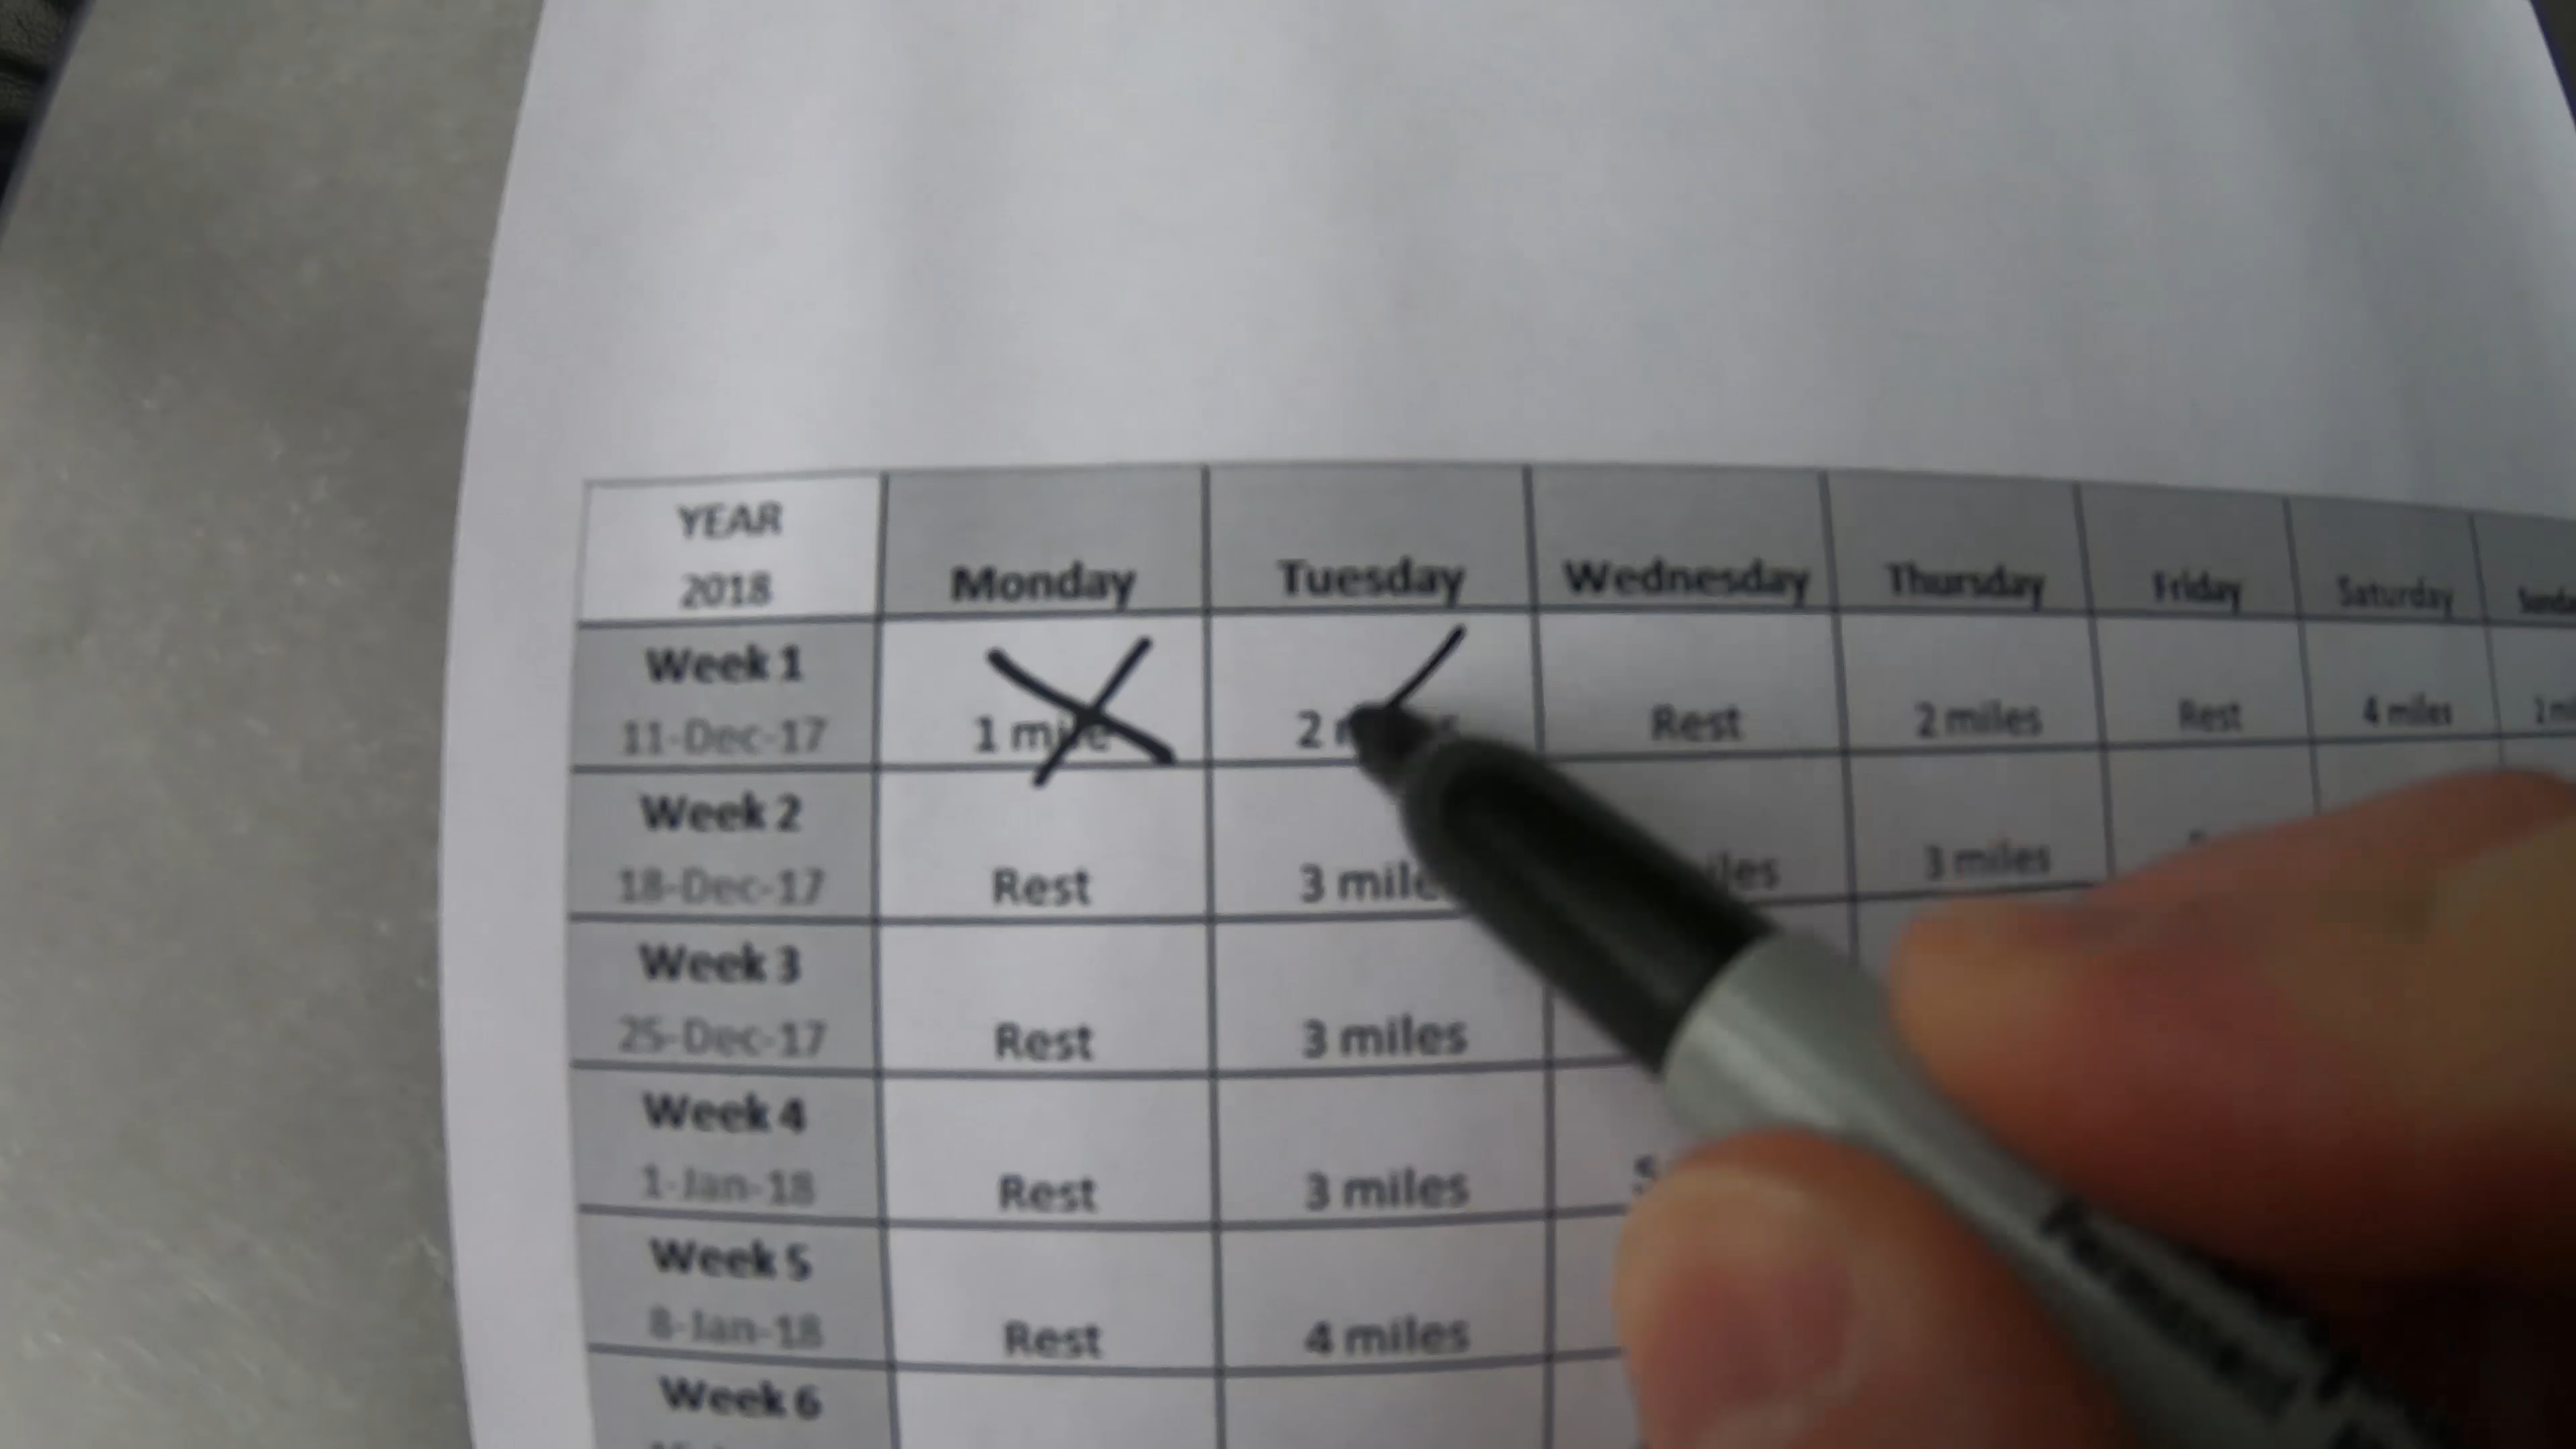 YEAR
2018
Monday Tuesday Wednesday Thursday Friday Saturday
Week 1
11-Dec-17 1 mile 2 Rest 2 miles Rest 4 miles
Week 2
18-Dec-17 Rest 3 miles 3 miles
Week 3
25-Dec-17 Rest 3 miles
Week 4
1-Jan-18 Rest 3 miles
Week 5
8-Jan-18 Rest 4 miles
Week 6